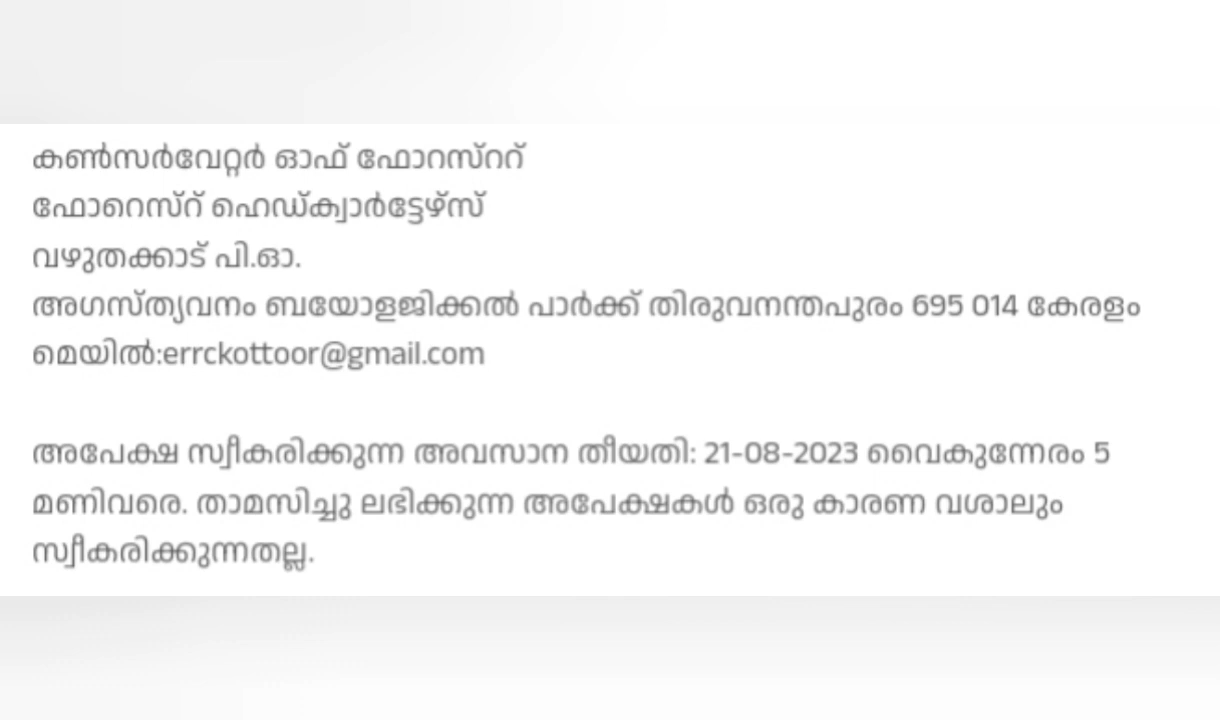 കൺസർവേറ്റർ ഓഫ് ഫോറസ്ററ്
ഫോറെസ്റ് ഹെഡ്ക്വാർട്ടേഴ്സ്
വഴുതക്കാട് പി.ഓ.
അഗസ്ത്യവനം ബയോളജിക്കൽ പാർക്ക് തിരുവനന്തപുരം 695 014 കേരളം
മെയിൽ:errckottoor@gmail.com
അപേക്ഷ സ്വീകരിക്കുന്ന അവസാന തീയതി: 21-08-2023 വൈകുന്നേരം 5
മണിവരെ. താമസിച്ചു ലഭിക്കുന്ന അപേക്ഷകൾ ഒരു കാരണ വശാലും
സ്വീകരിക്കുന്നതല്ല.